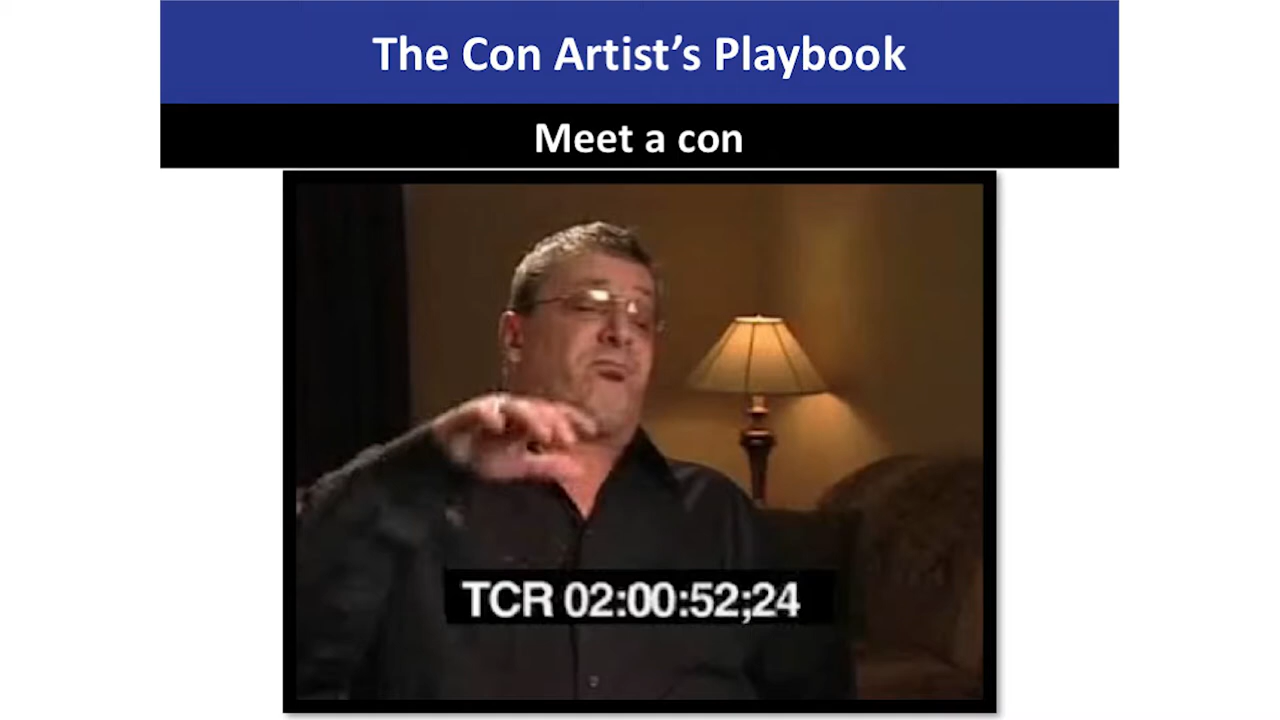 The Con Artist’s Playbook
Meet a con
TCR 02:00:52;24